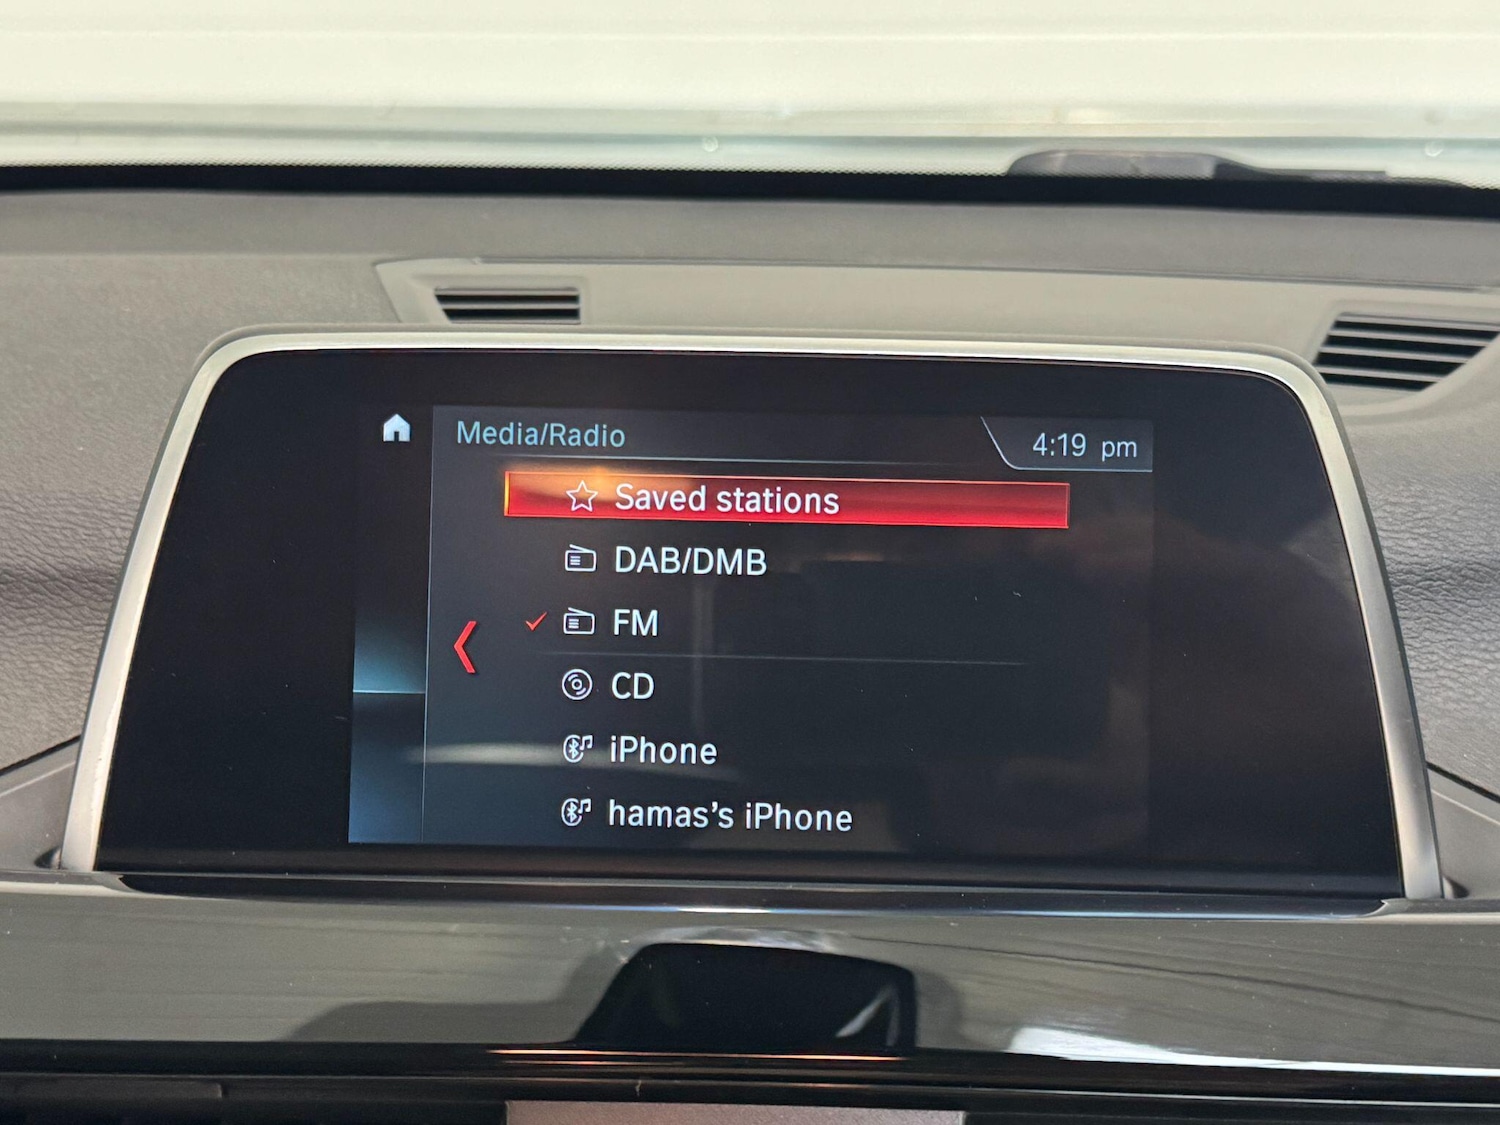 Media/Radio
4:19 pm
Saved stations
DAB/DMB
FM
CD
iPhone
hamas's iPhone